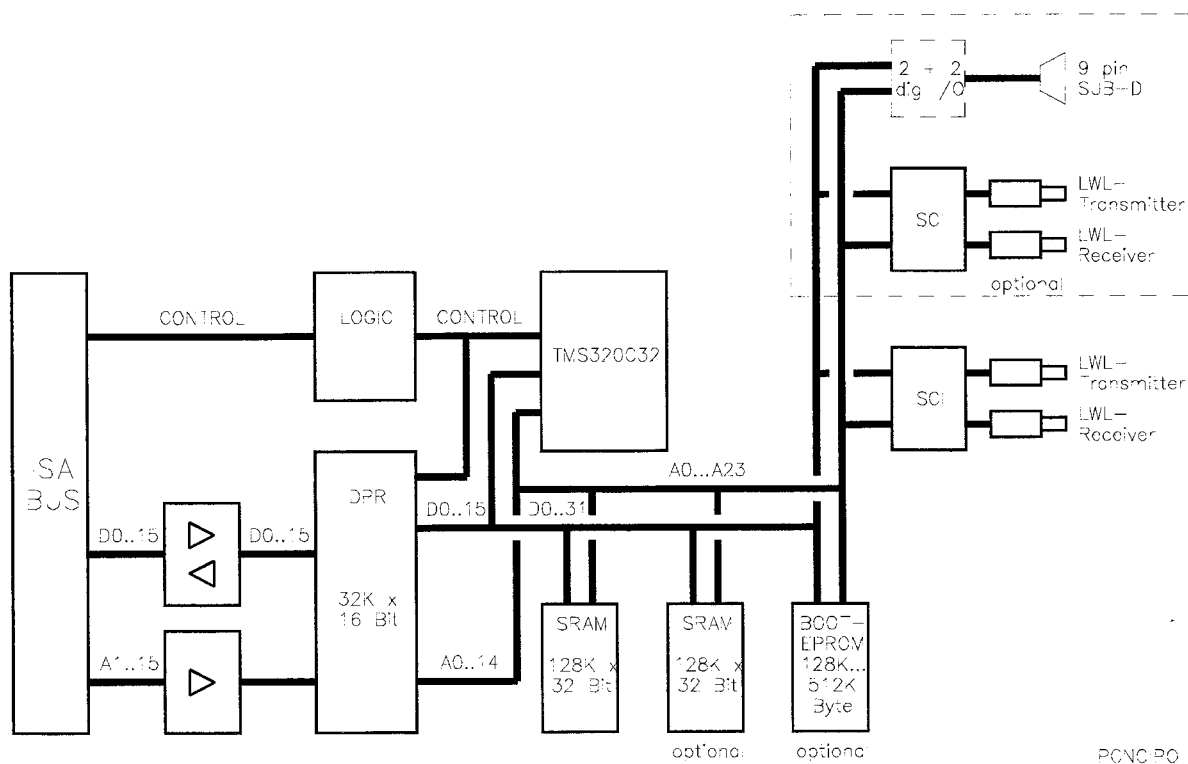 2 + 2
dig /O
9 pin
SUB-D
SCI
LWL-
Transmitter
LWL-
Receiver
optional
ISA
BUS
CONTROL
LOGIC
CONTROL
TMS320C32
SCI
LWL-
Transmitter
LWL-
Receiver
A0...A23
DPR
32K x
16 Bit
D0..15
D0..31
D0..15
D0..15
A1..15
A0..14
SRAM
128K x
32 Bit
SRAM
128K x
32 Bit
optional
BOOT-
EPROM
128K...
512K
Byte
optional